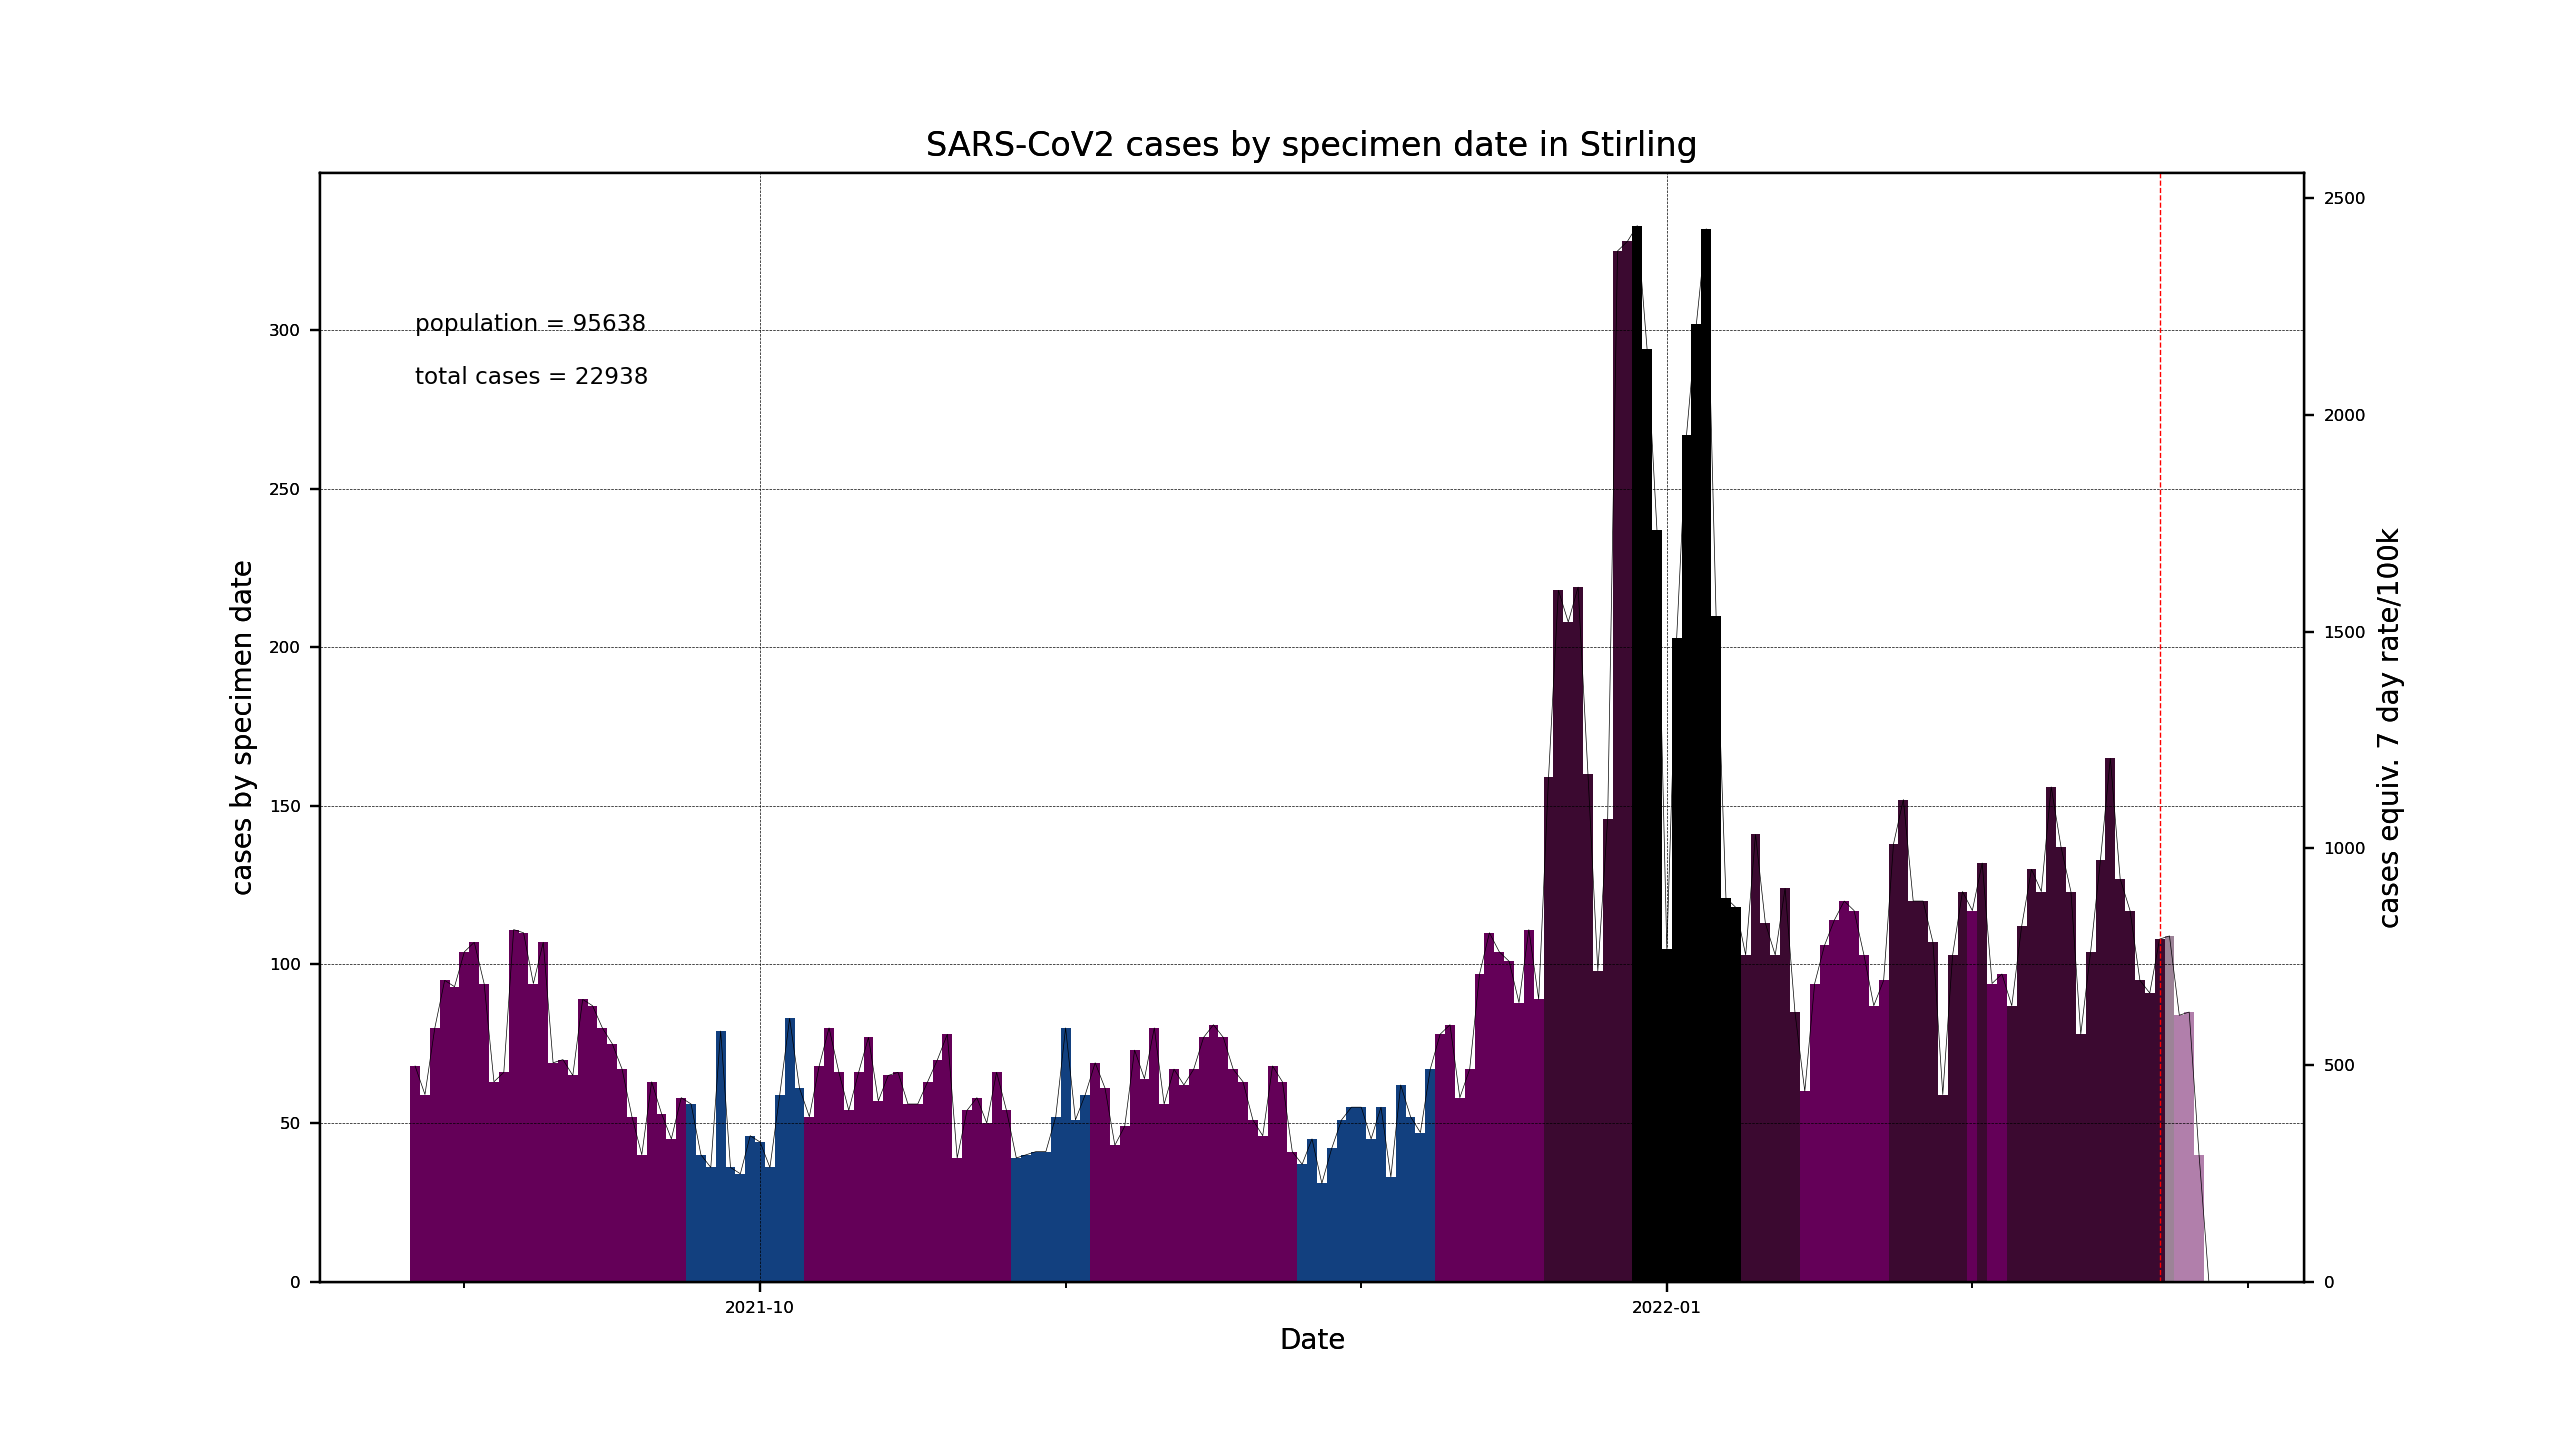 SARS-CoV2 cases by specimen date in Stirling
population = 95638
total cases = 22938
cases by specimen date
300
250
200
150
100
50
0
2500
2000
1500
1000
500
0
cases equiv. 7 day rate/100k
2021-10
2022-01
Date